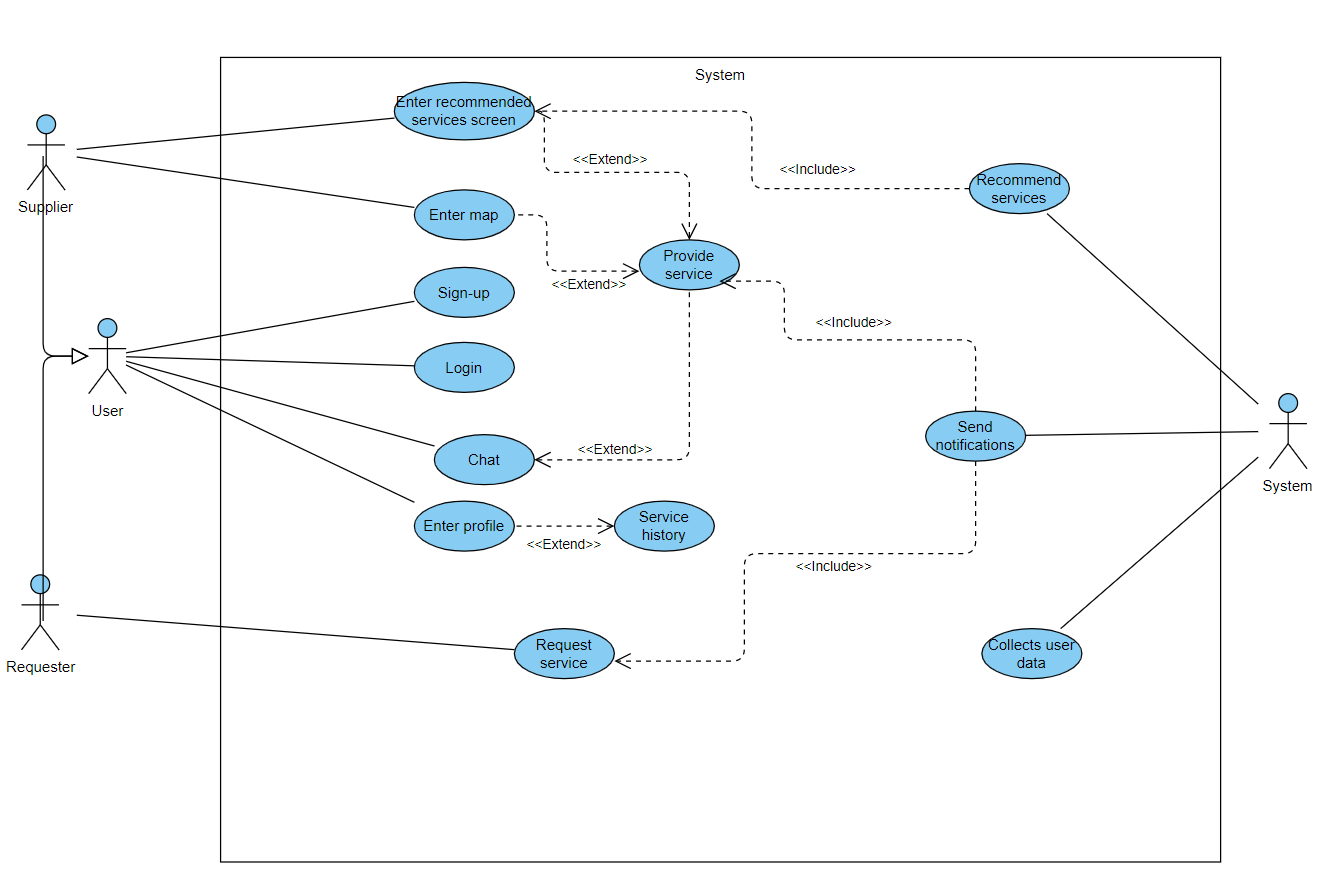 System
Enter recommended
services screen
<<Extend>>
<<Include>>
Recommend
services
Supplier
Enter map
Provide
service
<<Extend>>
Sign-up
<<Include>>
Login
User
Send
notifications
<<Extend>>
Chat
System
Enter profile
Service
history
<<Extend>>
<<Include>>
Requester
Request
service
Collects user
data